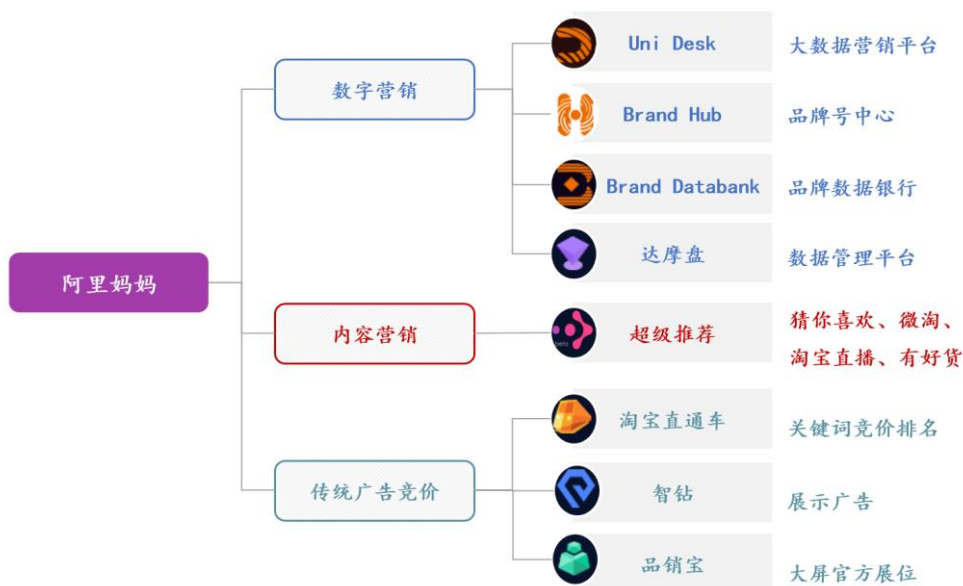 阿里妈妈
数字营销
Uni Desk 大数据营销平台
Brand Hub 品牌号中心
Brand Databank 品牌数据银行
达摩盘 数据管理平台
内容营销
超级推荐 猜你喜欢、微淘、
淘宝直播、有好货
传统广告竞价
淘宝直通车 关键词竞价排名
智钻 展示广告
品销宝 大屏官方展位